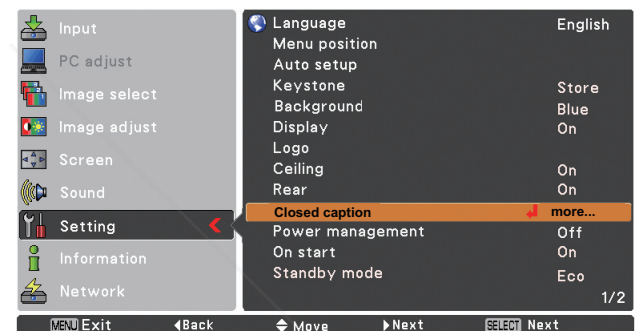 Input
PC adjust
Image select
Image adjust
Screen
Sound
Setting
Information
Network
Language English
Menu position
Auto setup
Keystone Store
Background Blue
Display On
Logo
Ceiling On
Rear On
Closed caption more...
Power management Off
On start On
Standby mode Eco
1/2
MENU Exit Back Move Next SELECT Next